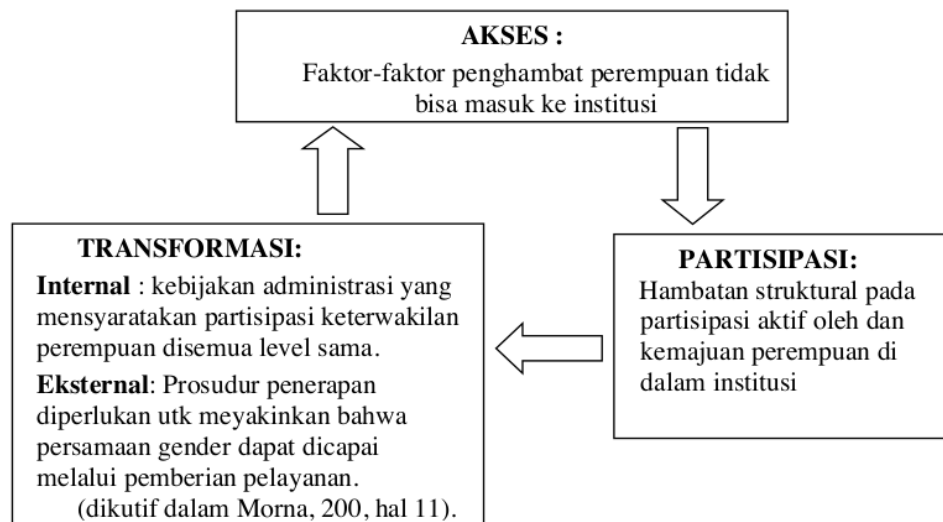 AKSES :
Faktor-faktor penghambat perempuan tidak
bisa masuk ke institusi
TRANSFORMASI:
Internal : kebijakan administrasi yang
mensyaratakan partisipasi keterwakilan
perempuan disemua level sama.
Eksternal: Prosudur penerapan
diperlukan utk meyakinkan bahwa
persamaan gender dapat dicapai
melalui pemberian pelayanan.
(dikutif dalam Morna, 200, hal 11).
PARTISIPASI:
Hambatan struktural pada
partisipasi aktif oleh dan
kemajuan perempuan di
dalam institusi